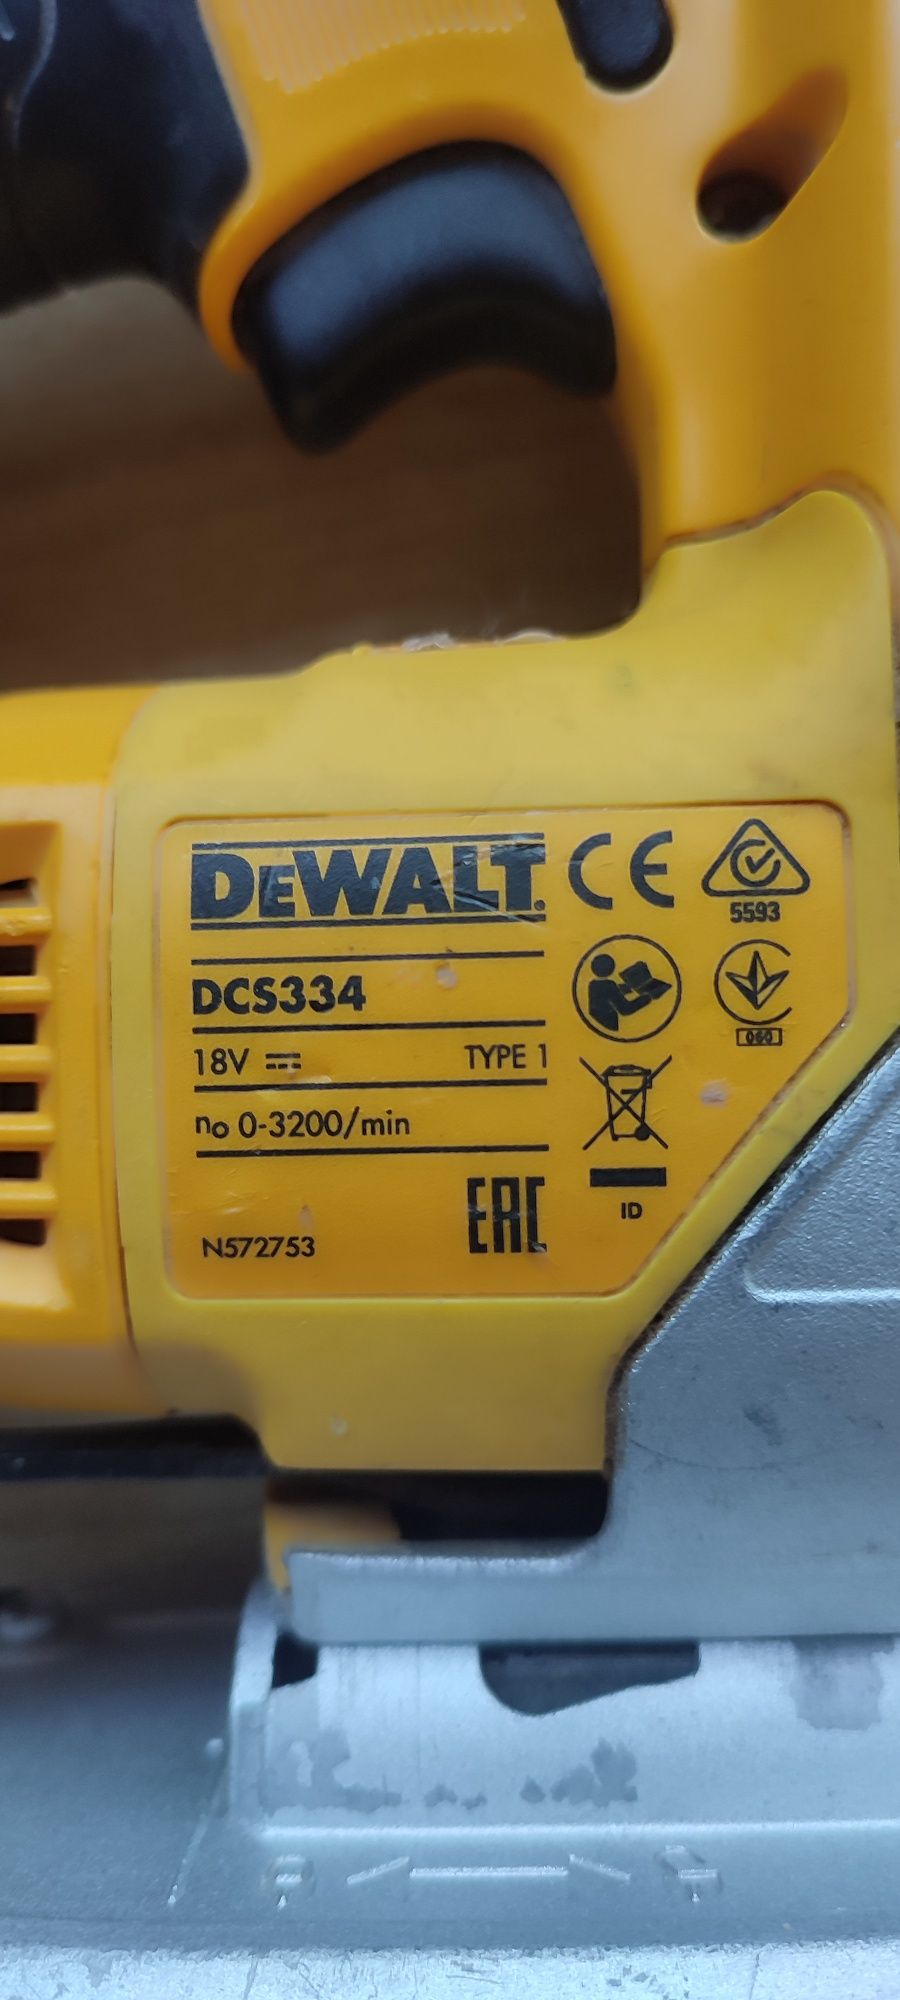 DEWALT.
CE
5593
DCS334
18V TYPE 1
060
no 0-3200/min
EAC
ID
N572753